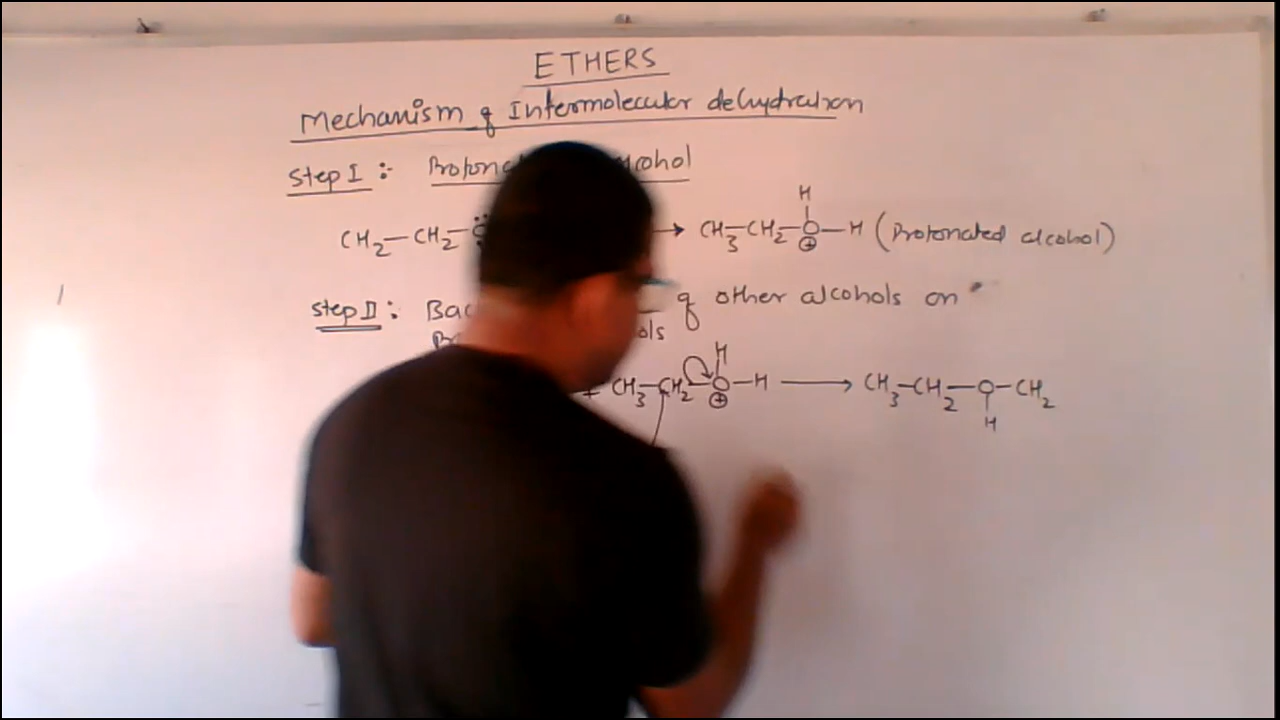 ETHERS
Mechanism of Intermolecular dehydration
Step I :- alcohol
CH2—CH2— → CH3—CH2—O—H (Protonated alcohol)
H
⊕
Step II : of other alcohols on
H
+ CH3—CH2—O—H ⟶ CH3—CH2—O—CH2
⊕ H